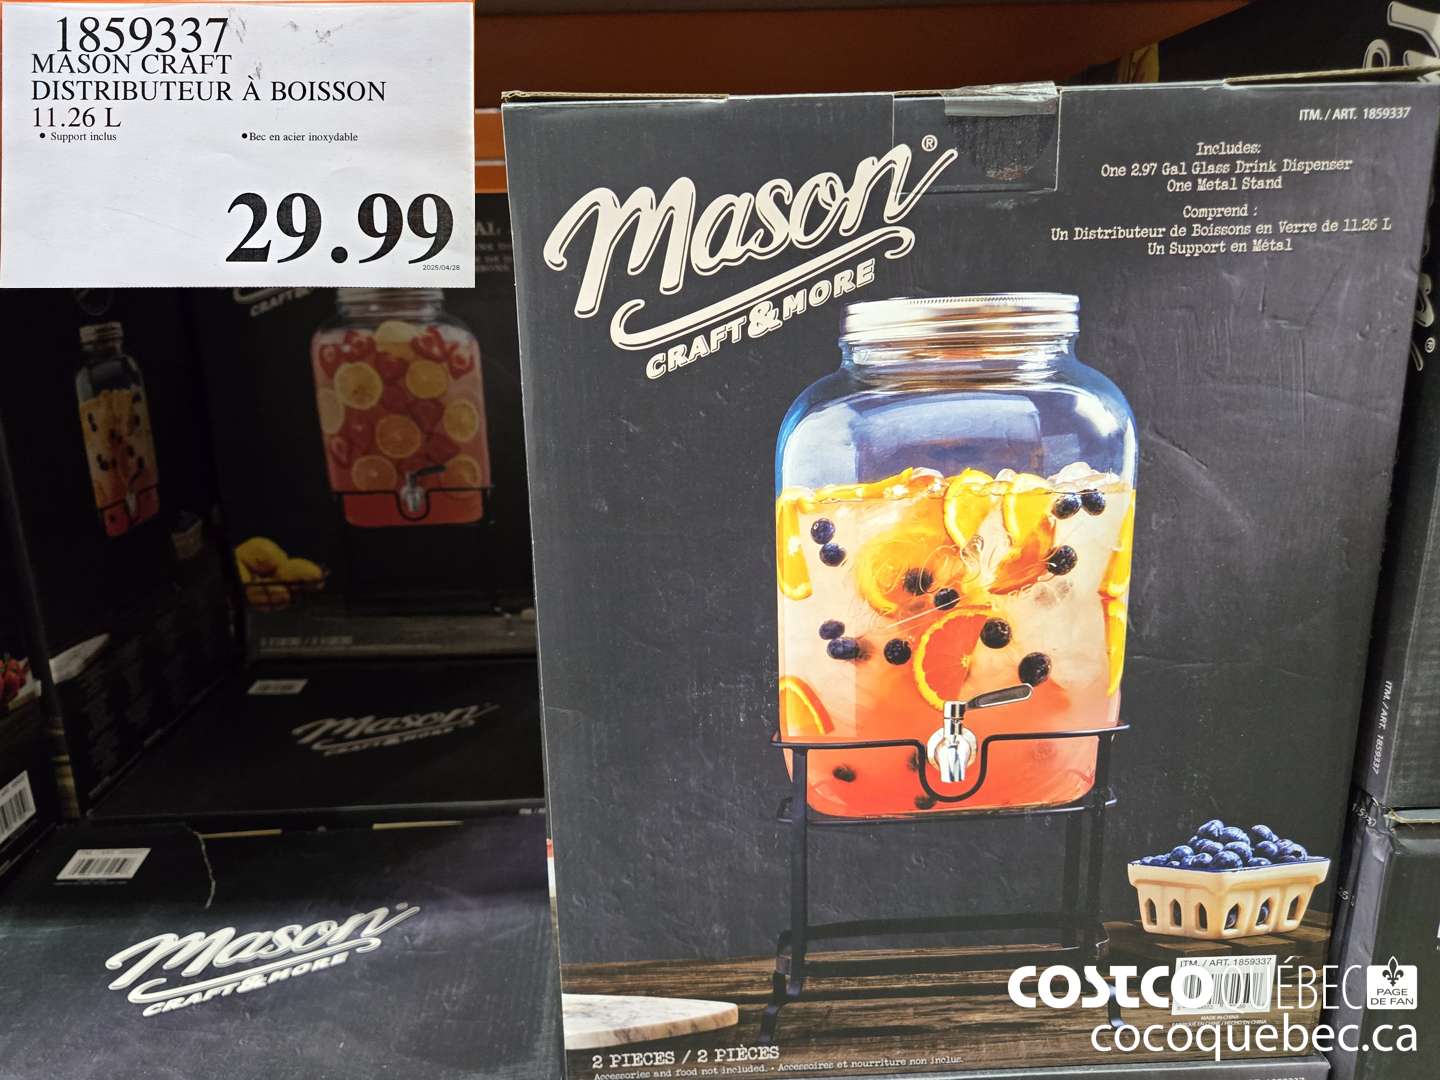 1859337
MASON CRAFT
DISTRIBUTEUR À BOISSON
11.26 L
• Support inclus
• Bec en acier inoxydable
29.99
2025/04/28
ITM. / ART. 1859337
Mason®
CRAFT & MORE
Includes:
One 2.97 Gal Glass Drink Dispenser
One Metal Stand
Comprend :
Un Distributeur de Boissons en Verre de 11.26 L
Un Support en Métal
Mason
CRAFT & MORE
Mason
CRAFT & MORE
ITM. / ART. 1859337
ITM. / ART. 1859337
2 PIECES / 2 PIÈCES
Accessories and food not included. • Accessoires et nourriture non inclus.
COSTCO QUÉBEC
PAGE
DE FAN
cocoquebec.ca